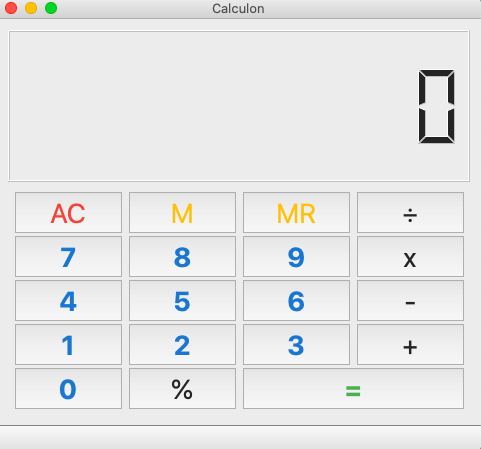 Calculon
0
AC M MR ÷
7 8 9 x
4 5 6 -
1 2 3 +
0 % =